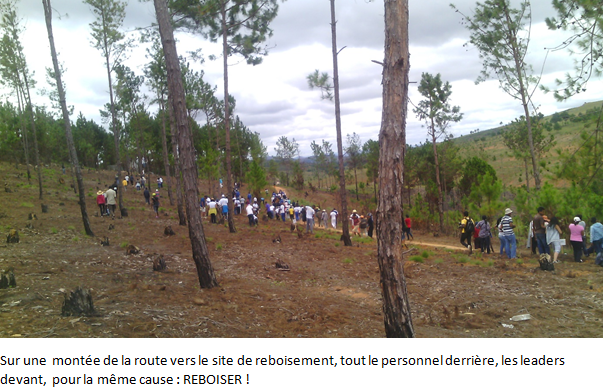 Sur une montée de la route vers le site de reboisement, tout le personnel derrière, les leaders
devant, pour la même cause : REBOISER !